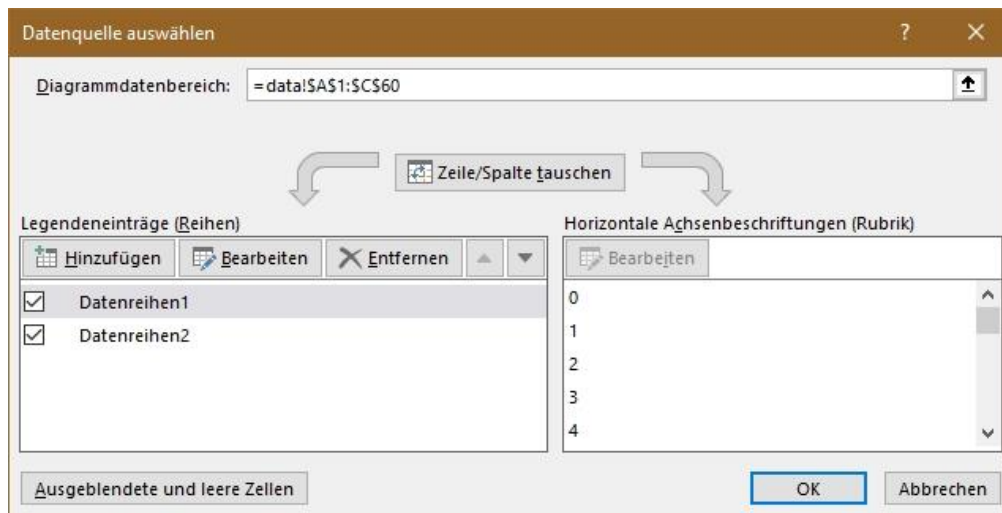 Datenquelle auswählen
?
Diagrammdatenbereich: =data!$A$1:$C$60
Zeile/Spalte tauschen
Legendeneinträge (Reihen)
Hinzufügen Bearbeiten Entfernen
Datenreihen1
Datenreihen2
Horizontale Achsenbeschriftungen (Rubrik)
Bearbeiten
0
1
2
3
4
Ausgeblendete und leere Zellen
OK Abbrechen